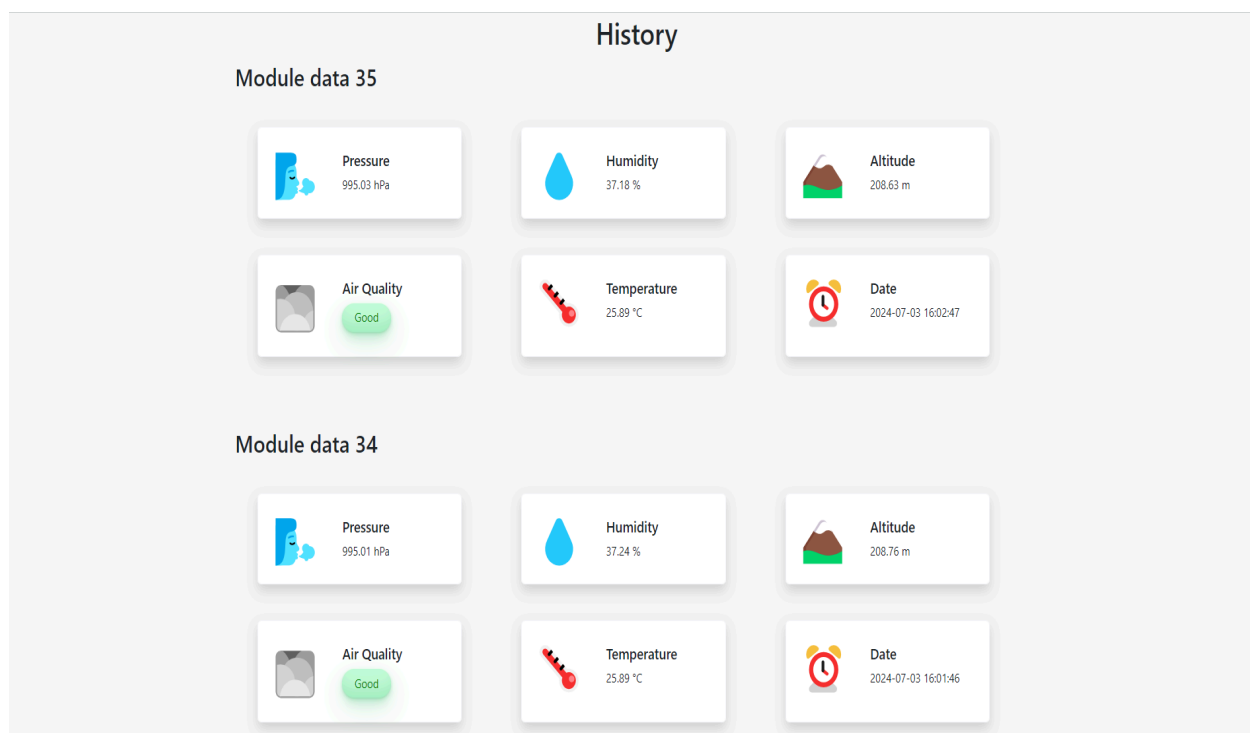 History
Module data 35
Pressure
995.03 hPa
Humidity
37.18 %
Altitude
208.63 m
Air Quality
Good
Temperature
25.89 °C
Date
2024-07-03 16:02:47
Module data 34
Pressure
995.01 hPa
Humidity
37.24 %
Altitude
208.76 m
Air Quality
Good
Temperature
25.89 °C
Date
2024-07-03 16:01:46